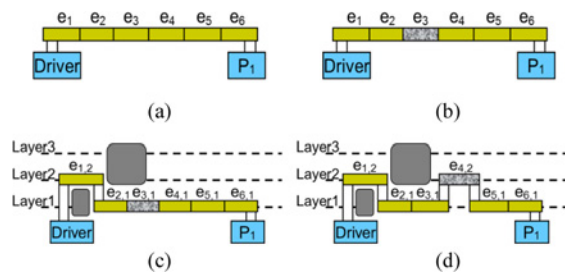 e1 e2 e3 e4 e5 e6
Driver P1
(a)
e1 e2 e3 e4 e5 e6
Driver P1
(b)
Layer3
e1,2
Layer2
e2,1 e3,1 e4,1 e5,1 e6,1
Layer1
Driver P1
(c)
Layer3
e1,2 e4,2
Layer2
e2,1 e3,1 e5,1 e6,1
Layer1
Driver P1
(d)